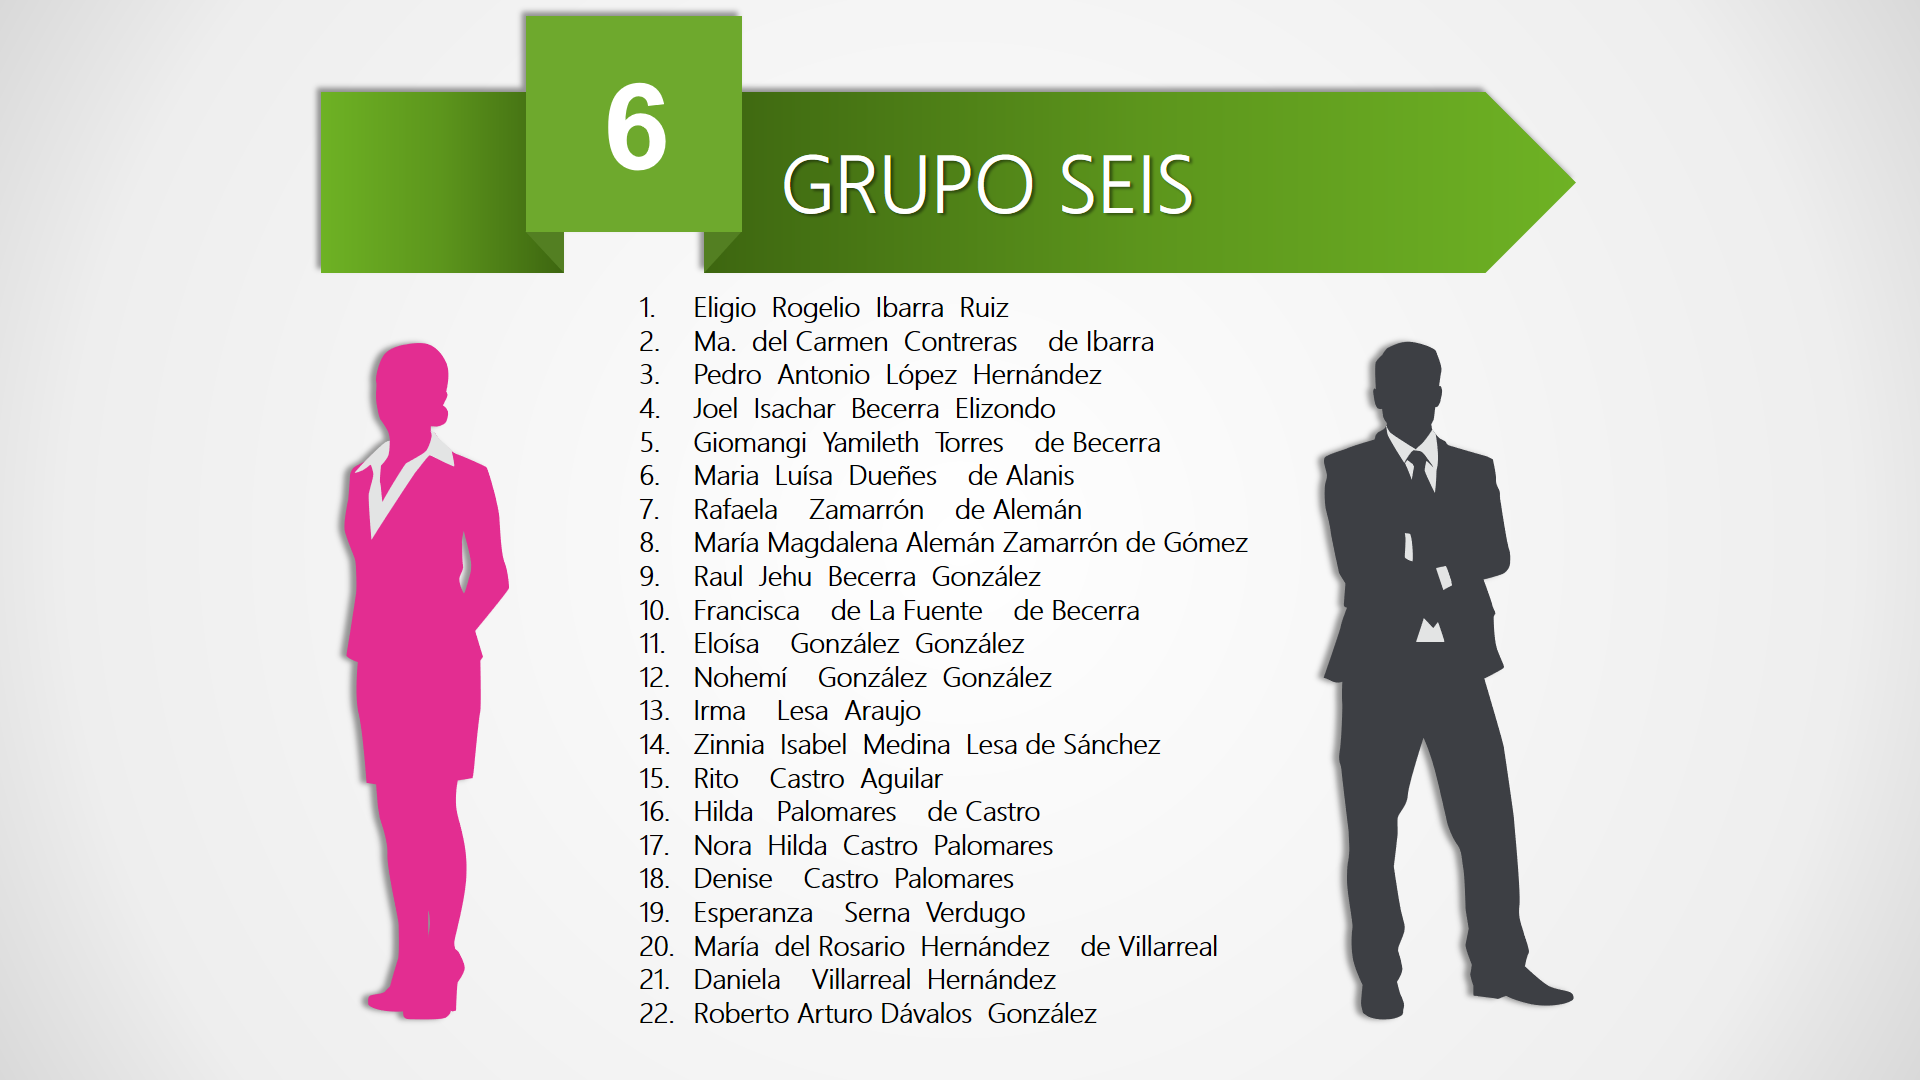 6
GRUPO SEIS
1. Eligio Rogelio Ibarra Ruiz
2. Ma. del Carmen Contreras de Ibarra
3. Pedro Antonio López Hernández
4. Joel Isachar Becerra Elizondo
5. Giomangi Yamileth Torres de Becerra
6. Maria Luísa Dueñes de Alanis
7. Rafaela Zamarrón de Alemán
8. María Magdalena Alemán Zamarrón de Gómez
9. Raul Jehu Becerra González
10. Francisca de La Fuente de Becerra
11. Eloísa González González
12. Nohemí González González
13. Irma Lesa Araujo
14. Zinnia Isabel Medina Lesa de Sánchez
15. Rito Castro Aguilar
16. Hilda Palomares de Castro
17. Nora Hilda Castro Palomares
18. Denise Castro Palomares
19. Esperanza Serna Verdugo
20. María del Rosario Hernández de Villarreal
21. Daniela Villarreal Hernández
22. Roberto Arturo Dávalos González